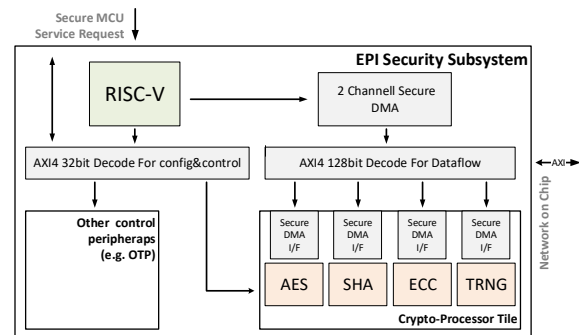 Secure MCU
Service Request
EPI Security Subsystem
RISC-V
2 Channell Secure
DMA
AXI4 32bit Decode For config&control
AXI4 128bit Decode For Dataflow
AXI
Network on Chip
Other control
peripheraps
(e.g. OTP)
Secure
DMA
I/F
Secure
DMA
I/F
Secure
DMA
I/F
Secure
DMA
I/F
AES
SHA
ECC
TRNG
Crypto-Processor Tile